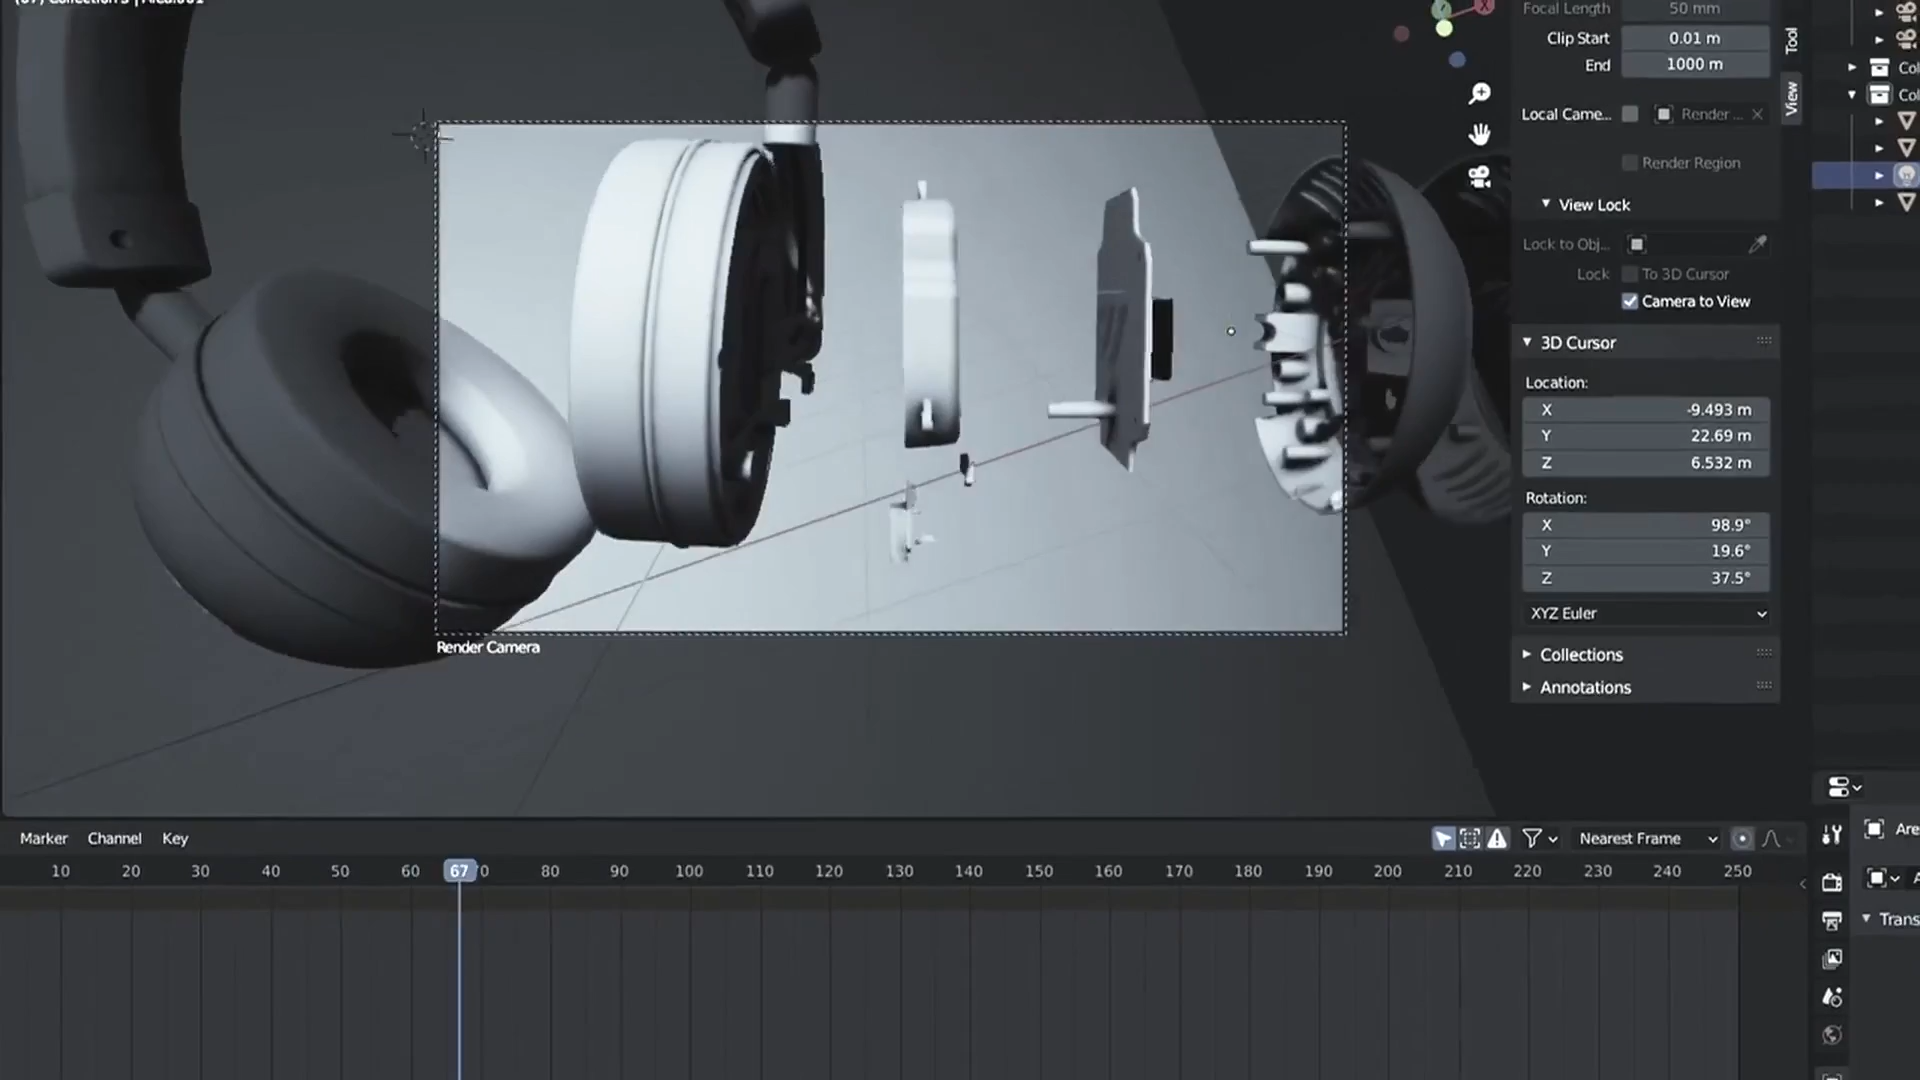 Focal Length 50 mm
Clip Start 0.01 m
End 1000 m
Local Came... Render ...
Render Region
View Lock
Lock to Obj...
Lock To 3D Cursor
Camera to View
3D Cursor
Location:
X -9.493 m
Y 22.69 m
Z 6.532 m
Rotation:
X 98.9°
Y 19.6°
Z 37.5°
XYZ Euler
Collections
Annotations
Tool
View
Col
Col
Render Camera
Marker Channel Key
Nearest Frame
10 20 30 40 50 60 67 80 90 100 110 120 130 140 150 160 170 180 190 200 210 220 230 240 250
Are
Trans
X